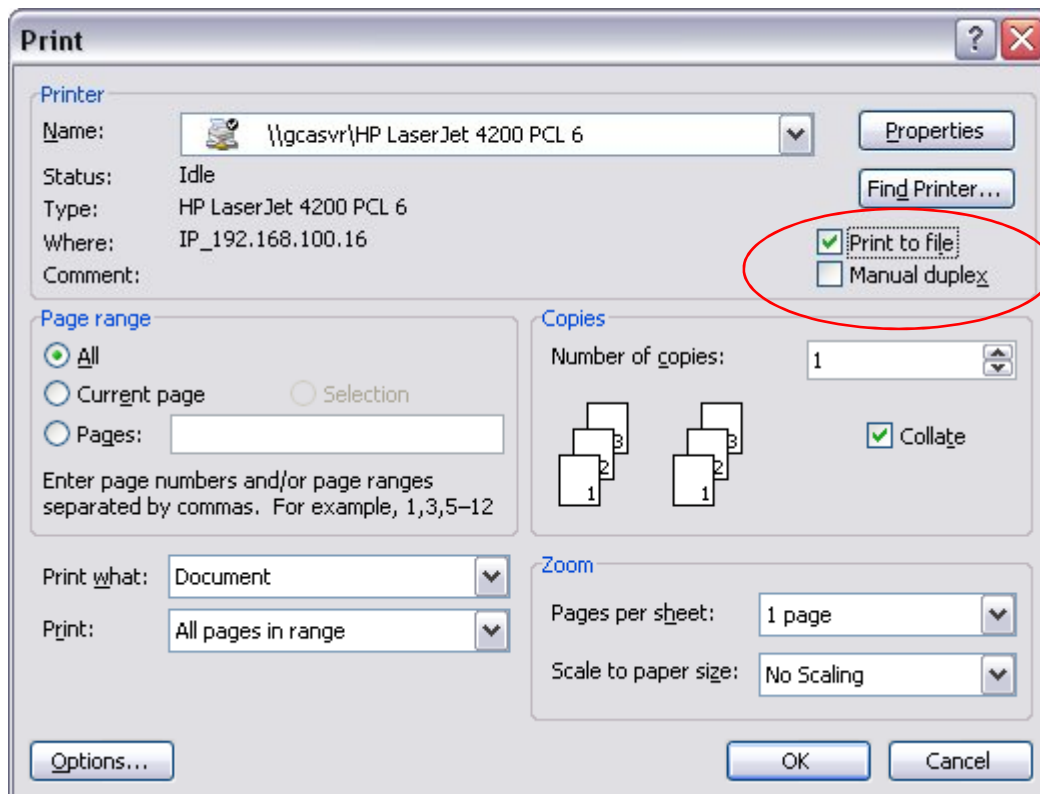 Print
Printer
Name: \\gcasvr\HP LaserJet 4200 PCL 6 Properties
Status: Idle Find Printer...
Type: HP LaserJet 4200 PCL 6
Where: IP_192.168.100.16 Print to file
Comment: Manual duplex
Page range
All
Current page Selection
Pages:
Enter page numbers and/or page ranges
separated by commas. For example, 1,3,5–12
Copies
Number of copies: 1
3 3
2 2
1 1
Collate
Print what: Document
Print: All pages in range
Zoom
Pages per sheet: 1 page
Scale to paper size: No Scaling
Options... OK Cancel